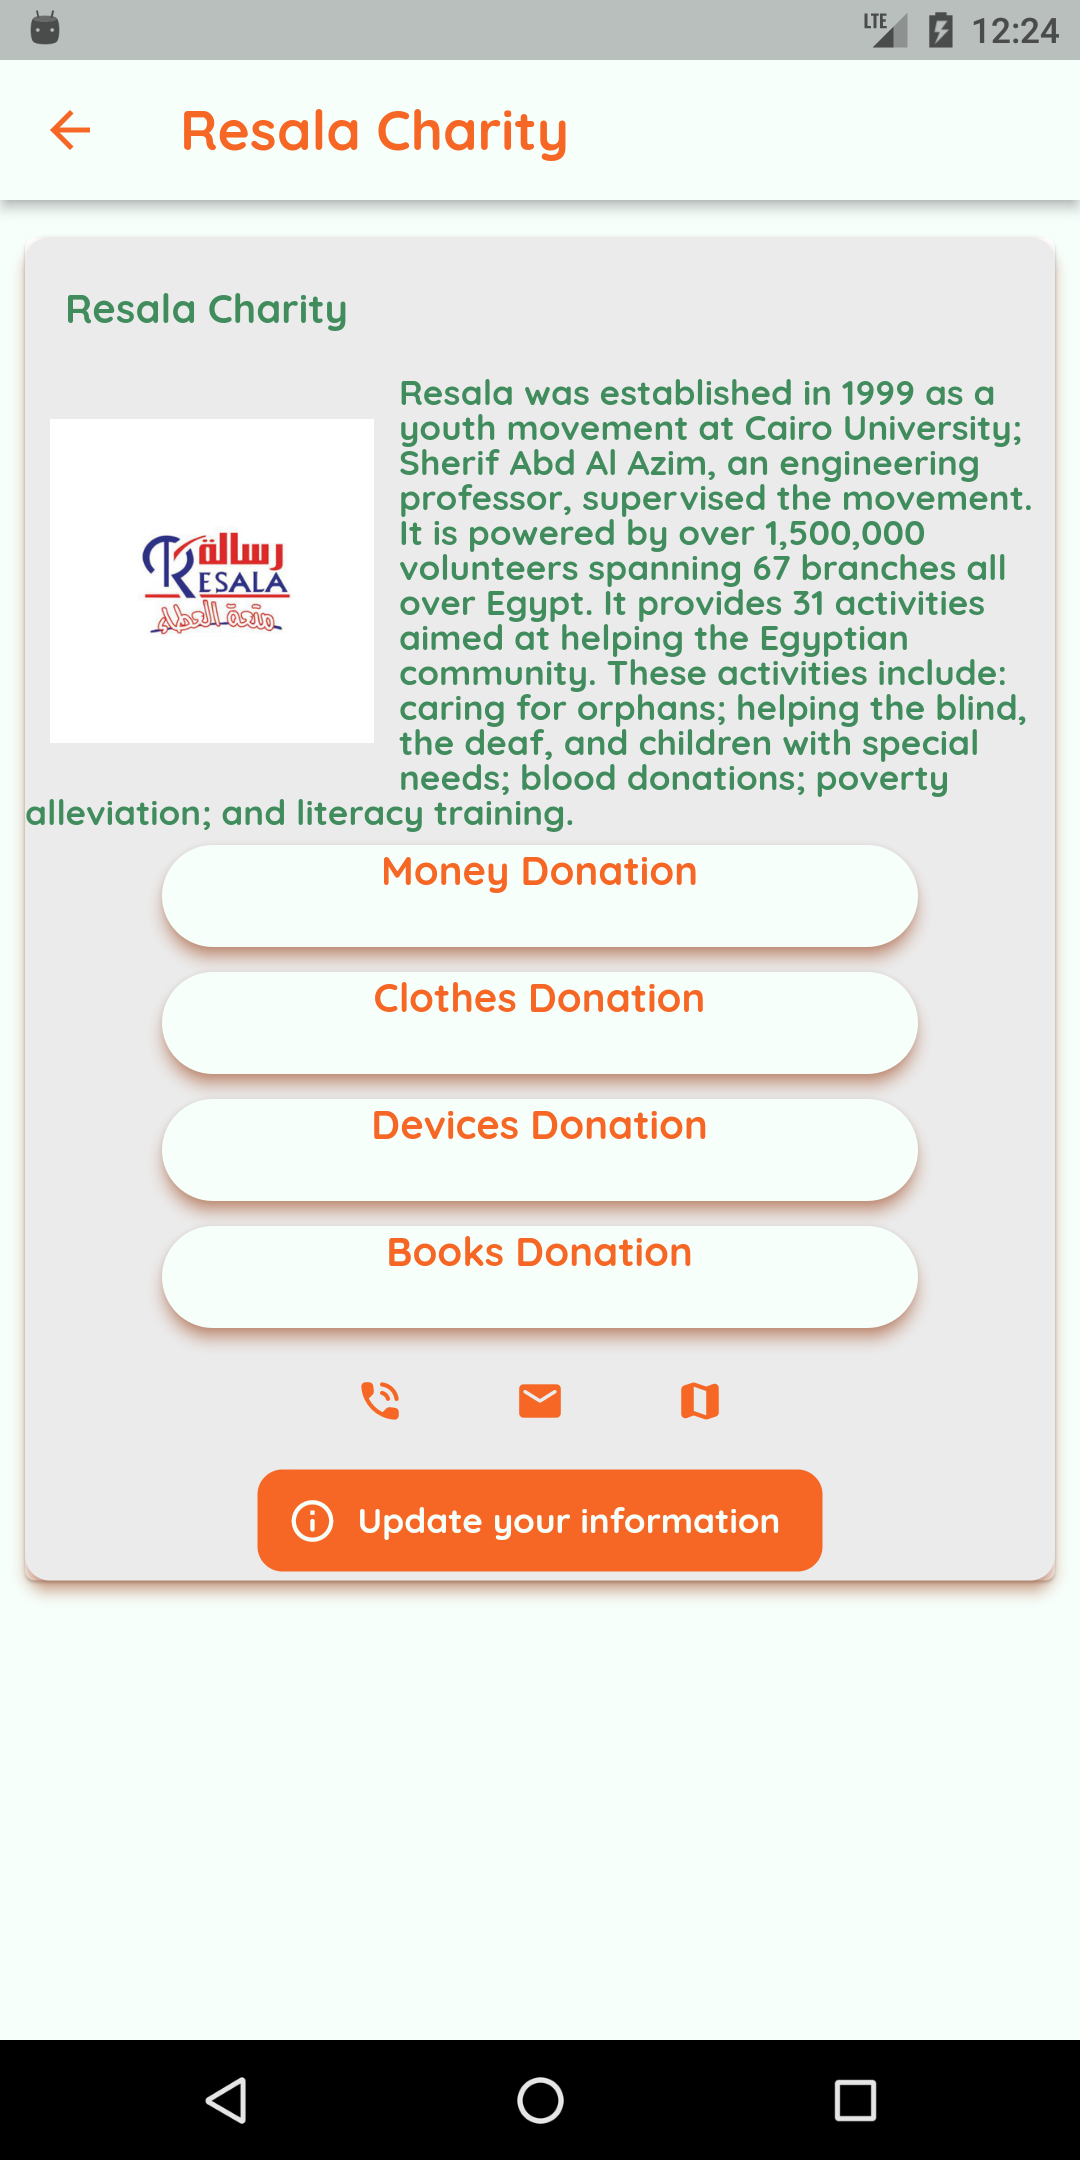 LTE 12:24
Resala Charity
Resala Charity
Resala was established in 1999 as a
youth movement at Cairo University;
Sherif Abd Al Azim, an engineering
professor, supervised the movement.
It is powered by over 1,500,000
volunteers spanning 67 branches all
over Egypt. It provides 31 activities
aimed at helping the Egyptian
community. These activities include:
caring for orphans; helping the blind,
the deaf, and children with special
needs; blood donations; poverty
alleviation; and literacy training.
رسالة
RESALA
متعة العطاء
Money Donation
Clothes Donation
Devices Donation
Books Donation
Update your information